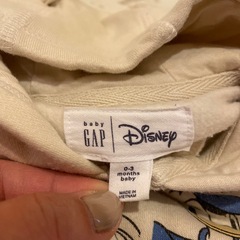 baby
GAP | Disney
0-3
months
baby
MADE IN
VIETNAM